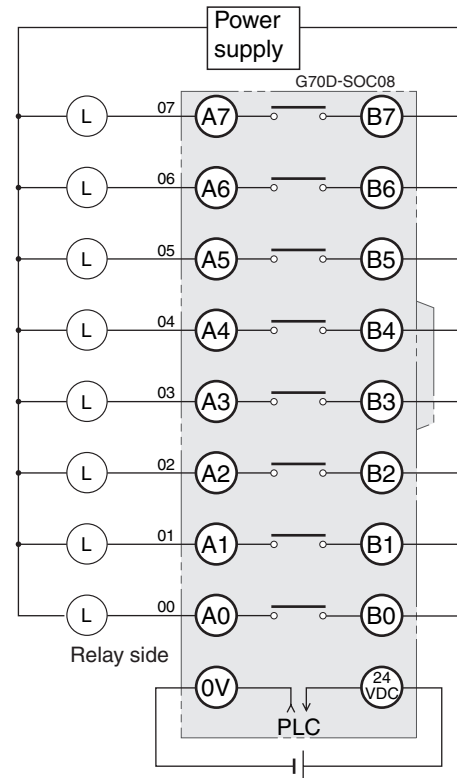 Power
supply
G70D-SOC08
L 07 A7 B7
L 06 A6 B6
L 05 A5 B5
L 04 A4 B4
L 03 A3 B3
L 02 A2 B2
L 01 A1 B1
L 00 A0 B0
Relay side
0V 24
VDC
PLC